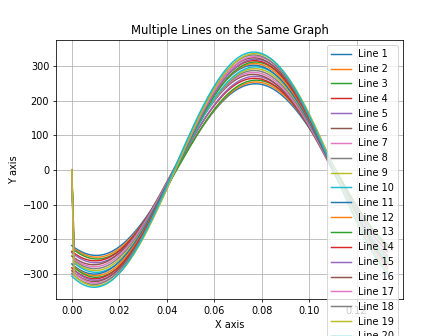 Multiple Lines on the Same Graph
Y axis
300
200
100
0
−100
−200
−300
0.00
0.02
0.04
0.06
0.08
0.10
X axis
Line 1
Line 2
Line 3
Line 4
Line 5
Line 6
Line 7
Line 8
Line 9
Line 10
Line 11
Line 12
Line 13
Line 14
Line 15
Line 16
Line 17
Line 18
Line 19
Line 20